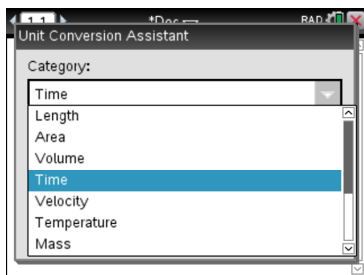 1.1 *Doc RAD
Unit Conversion Assistant
Category:
Time
Length
Area
Volume
Time
Velocity
Temperature
Mass